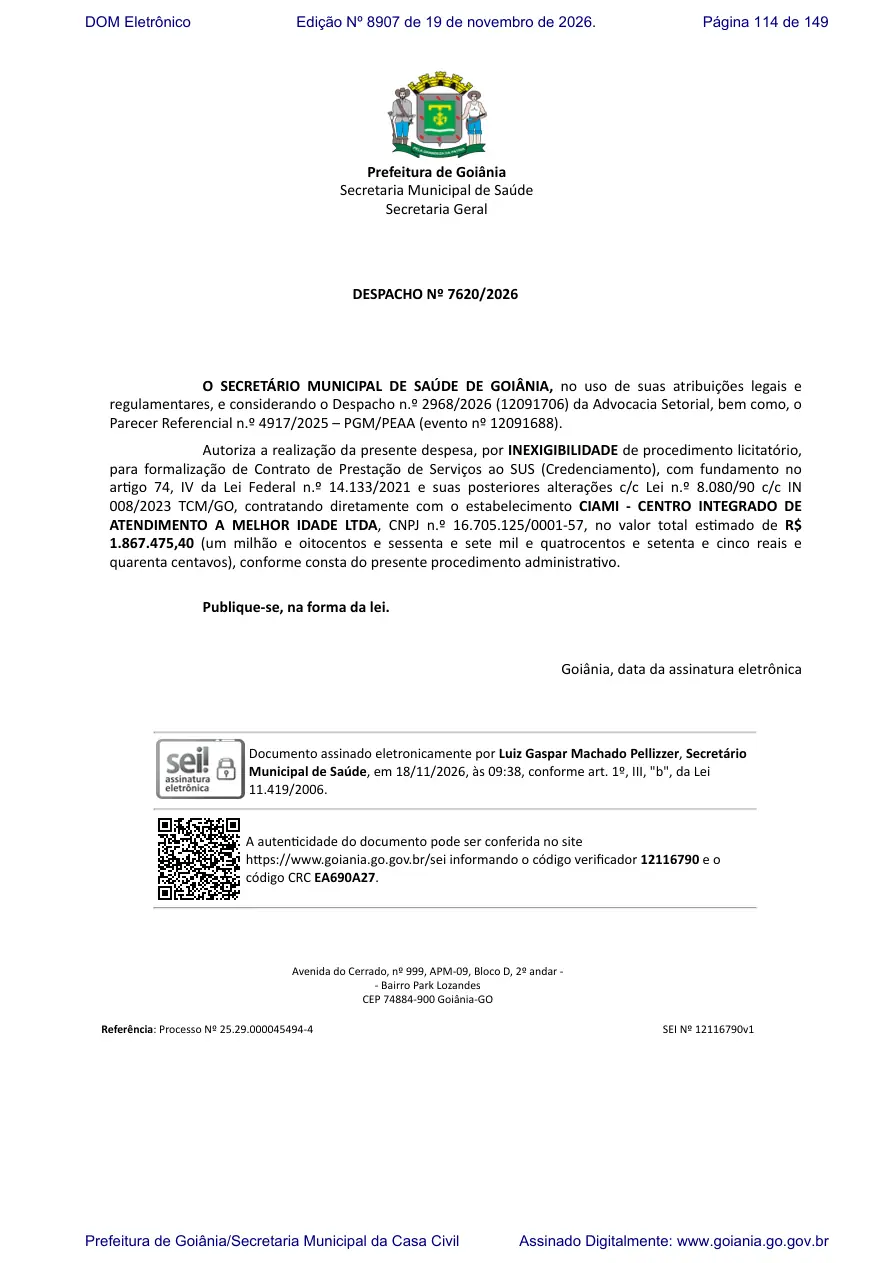 DOM Eletrônico Edição Nº 8907 de 19 de novembro de 2026. Página 114 de 149
Prefeitura de Goiânia
Secretaria Municipal de Saúde
Secretaria Geral
DESPACHO Nº 7620/2026
O SECRETÁRIO MUNICIPAL DE SAÚDE DE GOIÂNIA, no uso de suas atribuições legais e
regulamentares, e considerando o Despacho n.º 2968/2026 (12091706) da Advocacia Setorial, bem como, o
Parecer Referencial n.º 4917/2025 – PGM/PEAA (evento nº 12091688).
Autoriza a realização da presente despesa, por INEXIGIBILIDADE de procedimento licitatório,
para formalização de Contrato de Prestação de Serviços ao SUS (Credenciamento), com fundamento no
artigo 74, IV da Lei Federal n.º 14.133/2021 e suas posteriores alterações c/c Lei n.º 8.080/90 c/c IN
008/2023 TCM/GO, contratando diretamente com o estabelecimento CIAMI - CENTRO INTEGRADO DE
ATENDIMENTO A MELHOR IDADE LTDA, CNPJ n.º 16.705.125/0001-57, no valor total estimado de R$
1.867.475,40 (um milhão e oitocentos e sessenta e sete mil e quatrocentos e setenta e cinco reais e
quarenta centavos), conforme consta do presente procedimento administrativo.
Publique-se, na forma da lei.
Goiânia, data da assinatura eletrônica
sei!
assinatura
eletrônica
Documento assinado eletronicamente por Luiz Gaspar Machado Pellizzer, Secretário
Municipal de Saúde, em 18/11/2026, às 09:38, conforme art. 1º, III, "b", da Lei
11.419/2006.
A autenticidade do documento pode ser conferida no site
https://www.goiania.go.gov.br/sei informando o código verificador 12116790 e o
código CRC EA690A27.
Avenida do Cerrado, nº 999, APM-09, Bloco D, 2º andar -
- Bairro Park Lozandes
CEP 74884-900 Goiânia-GO
Referência: Processo Nº 25.29.000045494-4 SEI Nº 12116790v1
Prefeitura de Goiânia/Secretaria Municipal da Casa Civil Assinado Digitalmente: www.goiania.go.gov.br